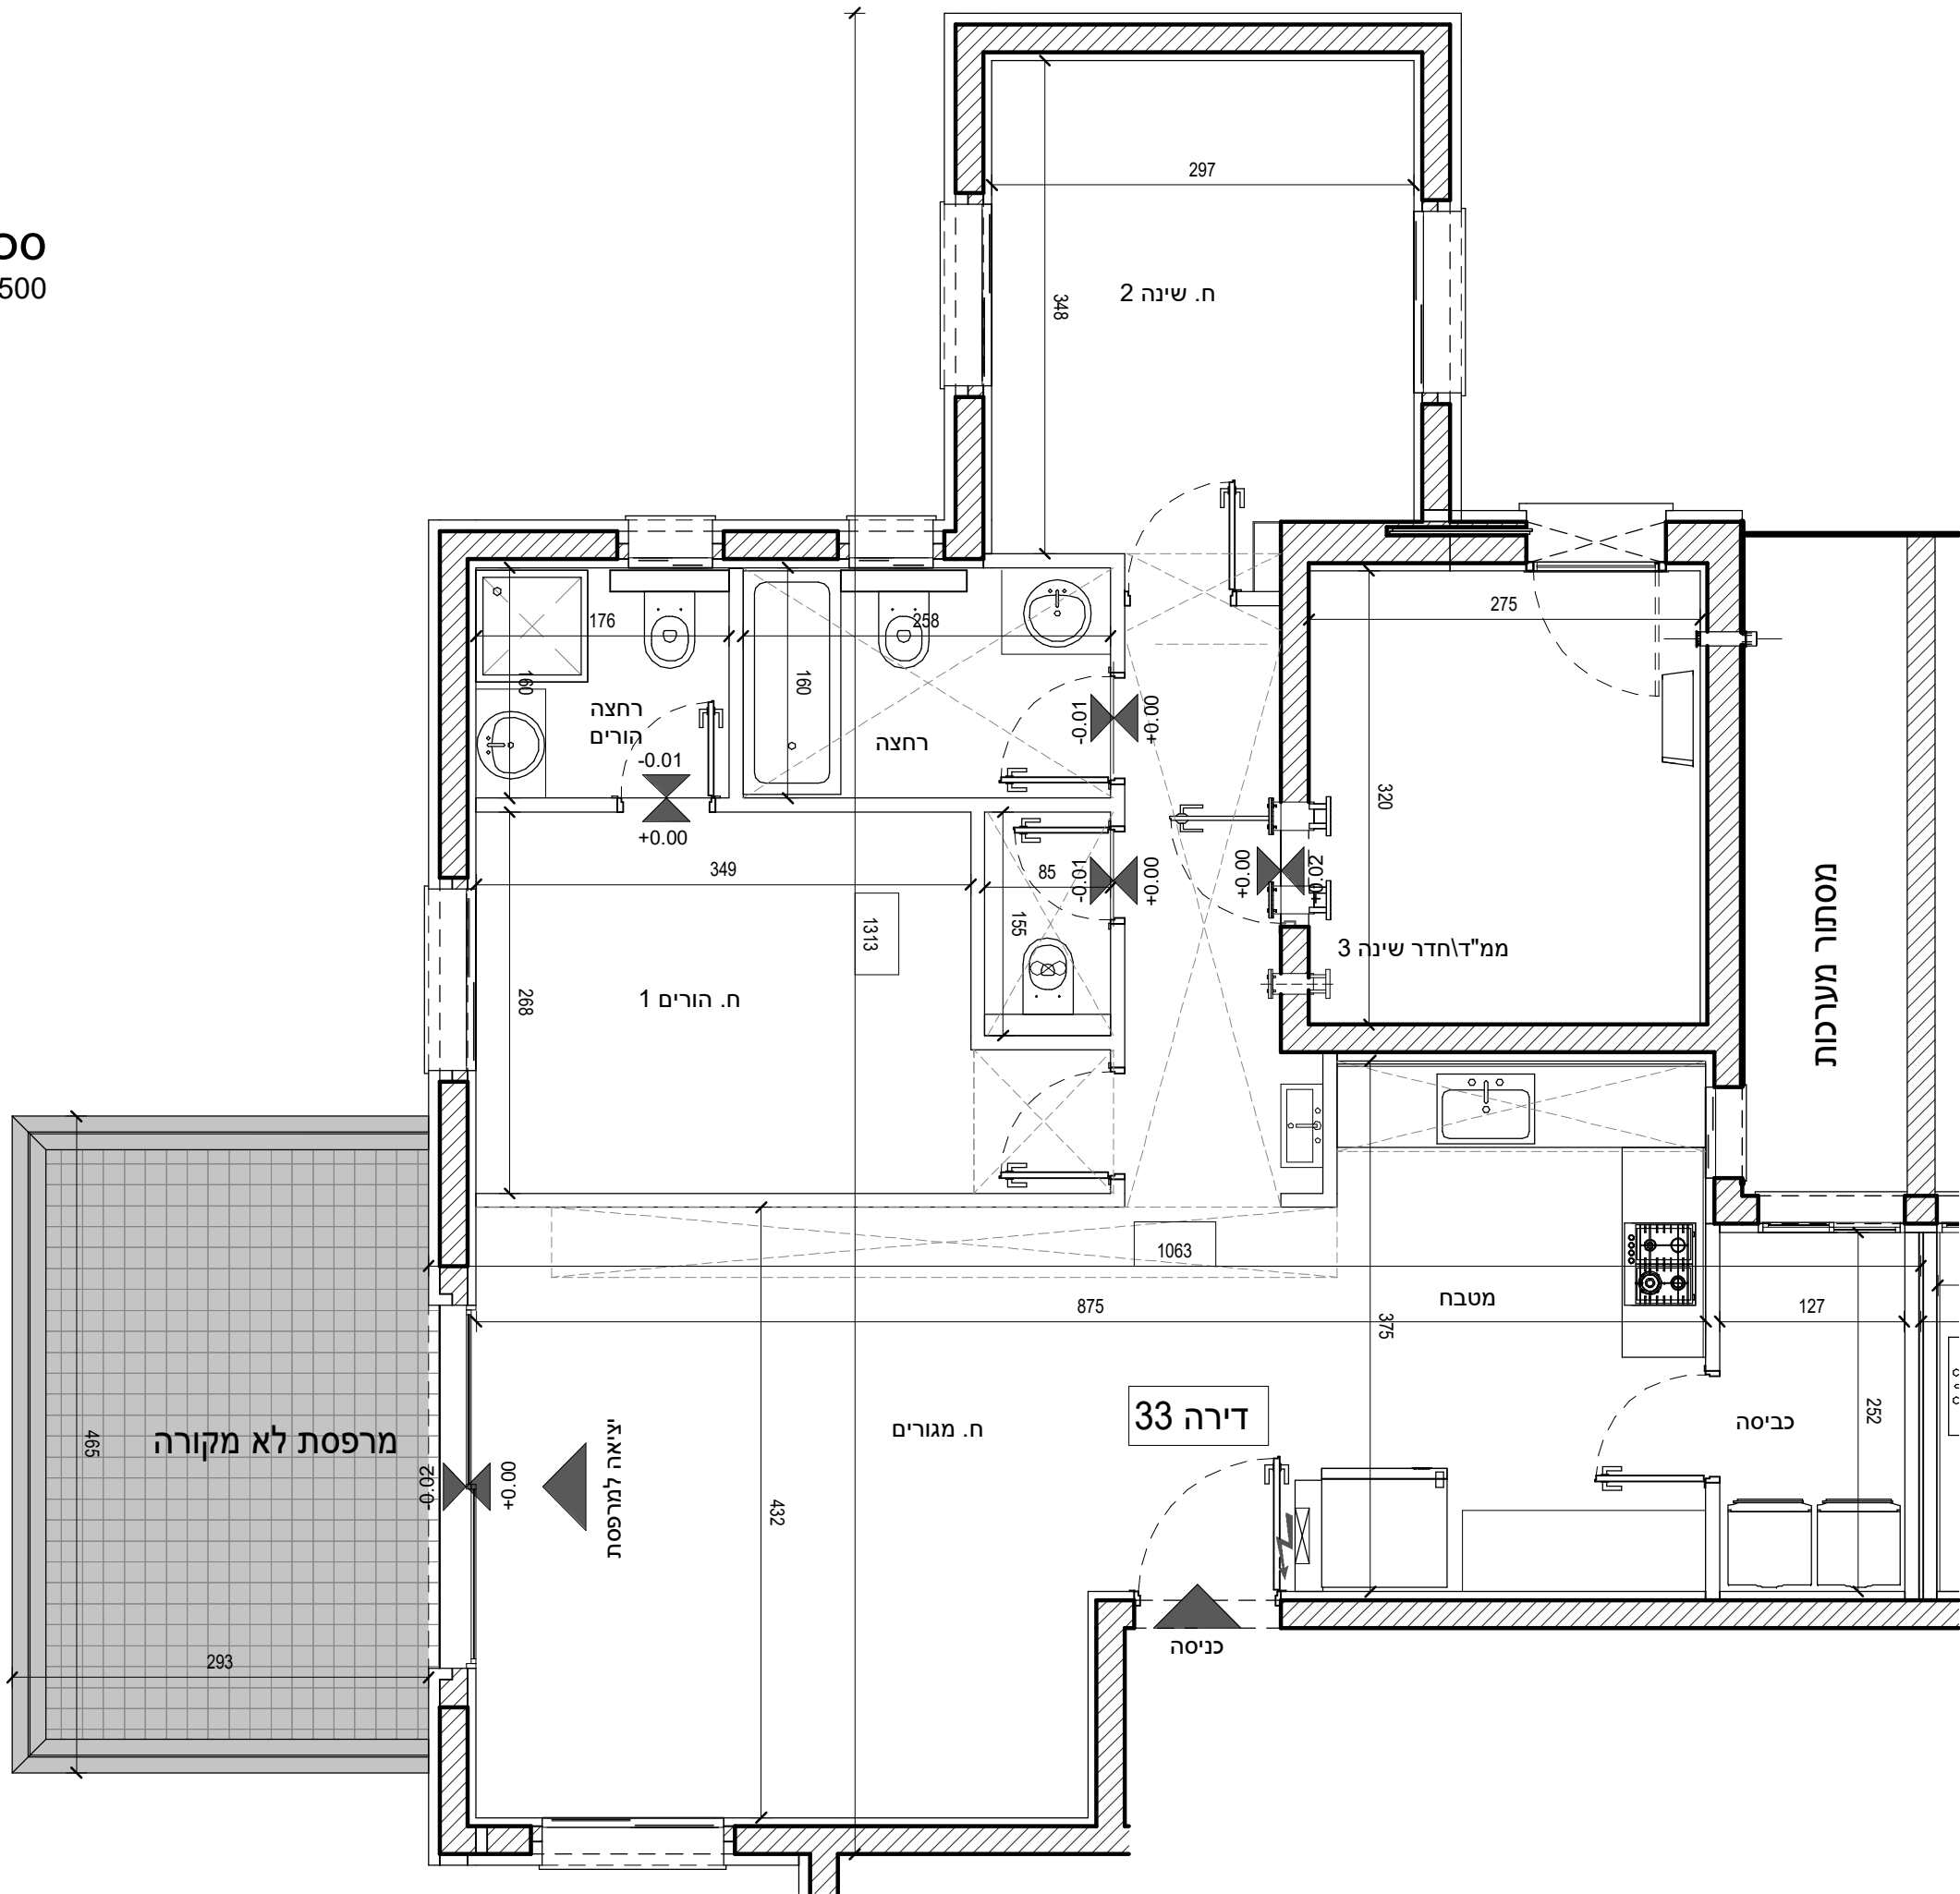 500
297
348
ח. שינה 2
176
258
275
160
160
רחצה
הורים
רחצה
-0.01
+0.00
-0.01
+0.00
320
349
85
-0.01
+0.00
+0.00
+0.02
155
1313
268
ח. הורים 1
ממ"ד\חדר שינה 3
מסתור מערכות
1063
875
מטבח
375
127
252
כביסה
דירה 33
ח. מגורים
יציאה למרפסת
מרפסת לא מקורה
465
-0.02
+0.00
432
293
כניסה